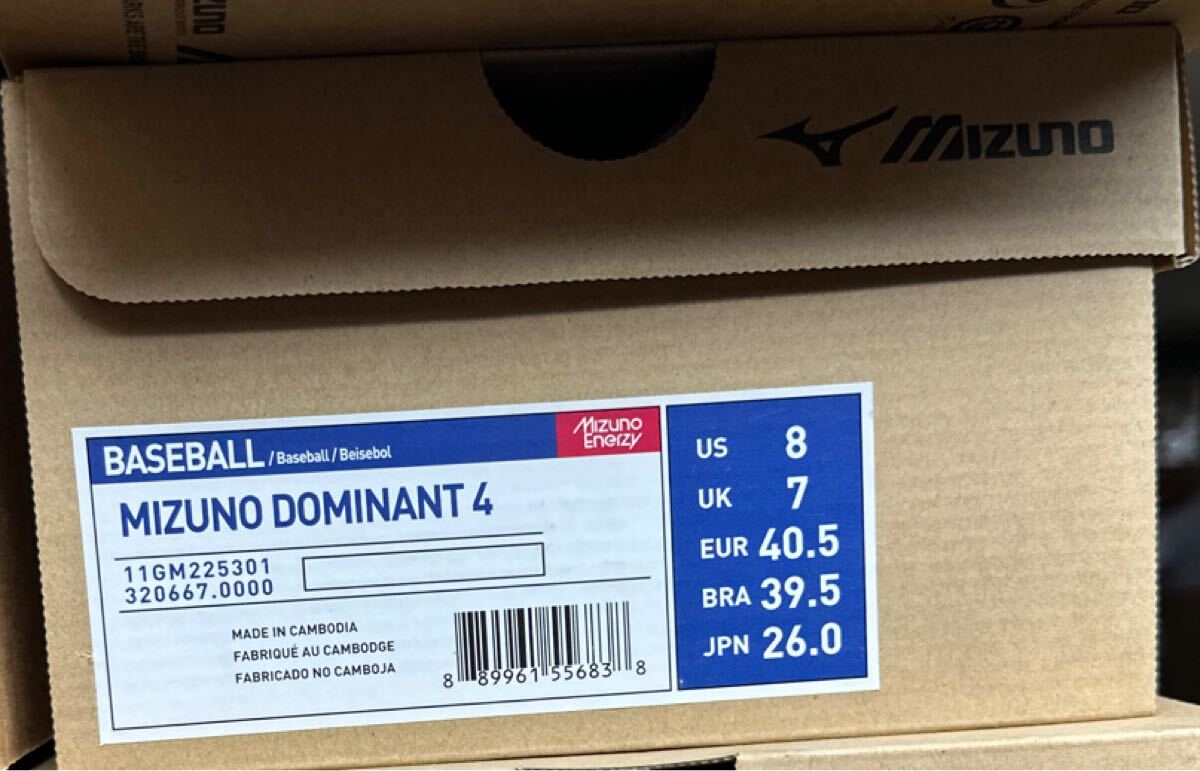 MIZUNO
BASEBALL / Baseball / Beisebol
Mizuno
Enerzy
MIZUNO DOMINANT 4
11GM225301
320667.0000
MADE IN CAMBODIA
FABRIQUÉ AU CAMBODGE
FABRICADO NO CAMBOJA
8 89961 55683 8
US 8
UK 7
EUR 40.5
BRA 39.5
JPN 26.0